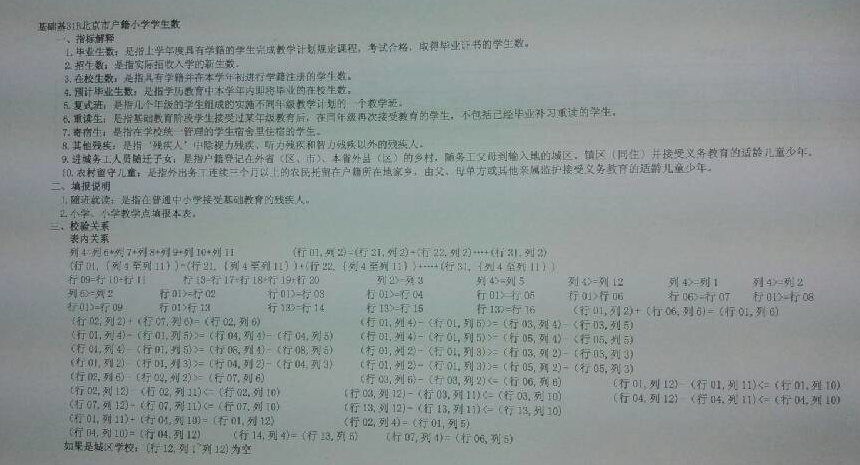 基础基313北京市户籍小学学生数
一、指标解释
1.毕业生数：是指上学年度具有学籍的学生完成教学计划规定课程，考试合格，取得毕业证书的学生数。
2.招生数：是指实际招收入学的新生数。
3.在校生数：是指具有学籍并在本学年初进行学籍注册的学生数。
4.预计毕业生数：是指学历教育中本学年内即将毕业的在校生数。
5.复式班：是指几个年级的学生组成的实施不同年级教学计划的一个教学班。
6.重读生：是指基础教育阶段学生接受过某年级教育后，在同年级再次接受教育的学生，不包括已经毕业补习重读的学生。
7.寄宿生：是指在学校统一管理的学生宿舍里住宿的学生。
8.其他残疾：是指‘残疾人’中除视力残疾、听力残疾和智力残疾以外的残疾人。
9.进城务工人员随迁子女：是指户籍登记在外省（区、市）、本省外县（区）的乡村，随务工父母到输入地的城区、镇区（同住）并接受义务教育的适龄儿童少年。
10.农村留守儿童：是指外出务工连续三个月以上的农民托留在户籍所在地家乡，由父、母单方或其他亲属监护接受义务教育的适龄儿童少年。
二、填报说明
1.随班就读：是指在普通中小学接受基础教育的残疾人。
2.小学、小学教学点填报本表。
三、校验关系
表内关系
列4=列6+列7+列8+列9+列10+列11 （行01,列2)=(行21,列2)+(行22,列2)+…+(行31,列2)
(行01,｛列4至列11｝)=(行21,｛列4至列11｝)+(行22,｛列4至列11｝)+…+(行31,｛列4至列11｝)
行09=行10+行11 行13=行17+行18+行19+行20 列2>=列3 列4>=列5 列4>=列12 列4>=列1 列4>=列2
列6>=列2 行01>=行02 行01>=行03 行01>=行04 行01>=行05 行01>行06 行06>=行07 行01>=行08
行01>=行09 行01>行13 行13>=行14 行13>=行15 行13>=行16 (行01,列2)+(行06,列6)=(行01,列6)
(行02,列2)+(行07,列6)=(行02,列6) (行01,列4)-(行01,列5)>=(行03,列4)-(行03,列5)
(行01,列4)-(行01,列5)>=(行04,列4)-(行04,列5) (行01,列4)-(行01,列5)>=(行05,列4)-(行05,列5)
(行01,列4)-(行01,列5)>=(行08,列4)-(行08,列5) (行01,列2)-(行01,列3)>=(行03,列2)-(行03,列3)
(行01,列2)-(行01,列3)>=(行04,列2)-(行04,列3) (行01,列2)-(行01,列3)>=(行05,列2)-(行05,列3)
(行02,列6)-(行02,列2)>=(行07,列6) (行03,列6)-(行03,列2)<=(行06,列6) (行01,列12)-(行01,列11)<=(行01,列10)
(行02,列12)-(行02,列11)<=(行02,列10) (行03,列12)-(行03,列11)<=(行03,列10) (行04,列12)-(行04,列11)<=(行04,列10)
(行07,列12)-(行07,列11)<=(行07,列10) (行13,列12)-(行13,列11)<=(行13,列10)
(行01,列11)+(行04,列10)=(行01,列12) (行02,列4)=(行01,列5)
(行04,列10)=(行04,列12) (行14,列4)=(行13,列5) (行07,列4)=(行06,列5)
如果是城区学校：(行12,列1~列12)为空